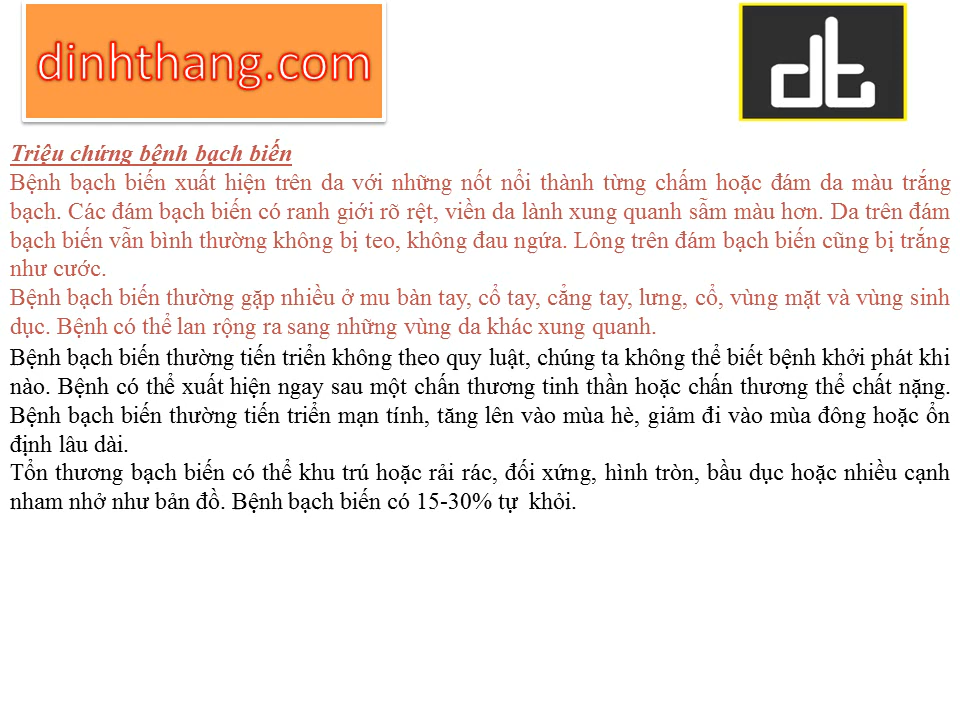 dinhthang.com
dt
Triệu chứng bệnh bạch biến
Bệnh bạch biến xuất hiện trên da với những nốt nổi thành từng chấm hoặc đám da màu trắng
bạch. Các đám bạch biến có ranh giới rõ rệt, viền da lành xung quanh sẫm màu hơn. Da trên đám
bạch biến vẫn bình thường không bị teo, không đau ngứa. Lông trên đám bạch biến cũng bị trắng
như cước.
Bệnh bạch biến thường gặp nhiều ở mu bàn tay, cổ tay, cẳng tay, lưng, cổ, vùng mặt và vùng sinh
dục. Bệnh có thể lan rộng ra sang những vùng da khác xung quanh.
Bệnh bạch biến thường tiến triển không theo quy luật, chúng ta không thể biết bệnh khởi phát khi
nào. Bệnh có thể xuất hiện ngay sau một chấn thương tinh thần hoặc chấn thương thể chất nặng.
Bệnh bạch biến thường tiến triển mạn tính, tăng lên vào mùa hè, giảm đi vào mùa đông hoặc ổn
định lâu dài.
Tổn thương bạch biến có thể khu trú hoặc rải rác, đối xứng, hình tròn, bầu dục hoặc nhiều cạnh
nham nhở như bản đồ. Bệnh bạch biến có 15-30% tự khỏi.